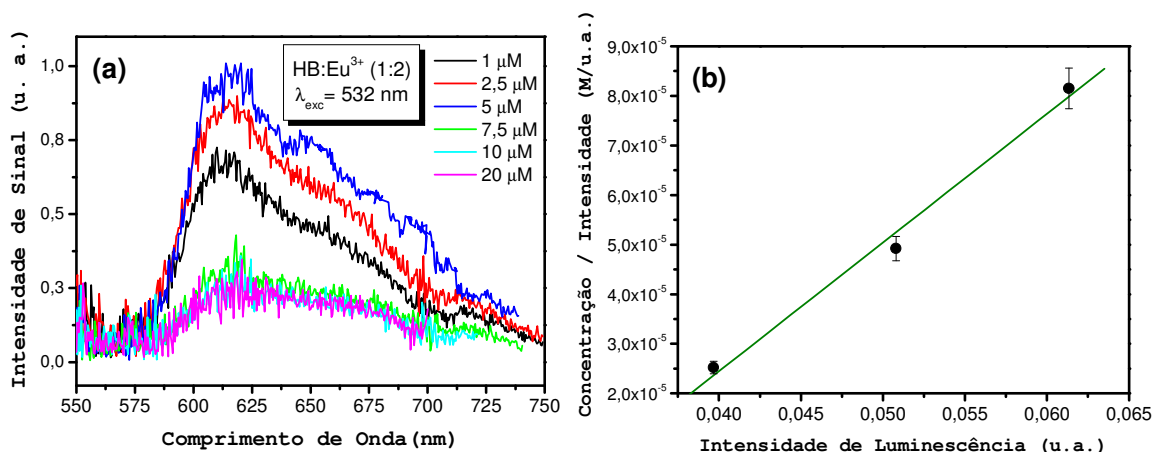 (a)
HB:Eu³⁺ (1:2)
λexc= 532 nm
1 μM
2,5 μM
5 μM
7,5 μM
10 μM
20 μM
Intensidade de Sinal (u. a.)
1,0
0,8
0,5
0,3
0,0
550 575 600 625 650 675 700 725 750
Comprimento de Onda(nm)
(b)
Concentração / Intensidade (M/u.a.)
9,0x10⁻⁵
8,0x10⁻⁵
7,0x10⁻⁵
6,0x10⁻⁵
5,0x10⁻⁵
4,0x10⁻⁵
3,0x10⁻⁵
2,0x10⁻⁵
0,040 0,045 0,050 0,055 0,060 0,065
Intensidade de Luminescência (u.a.)